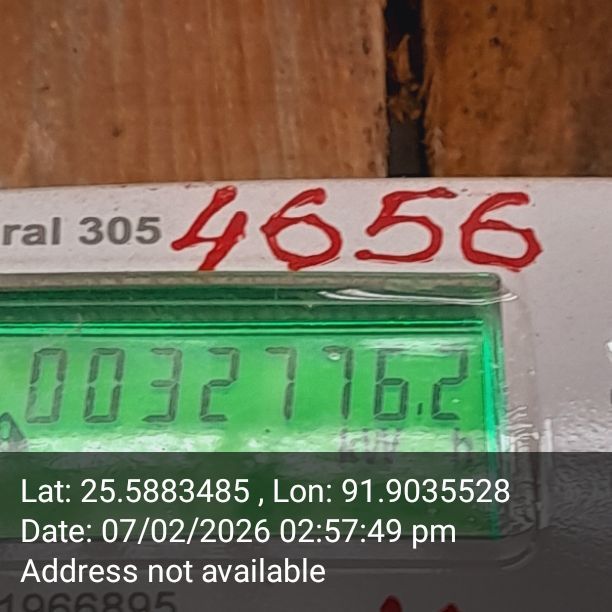 ral 305 4656
0032776.2
kW h
Lat: 25.5883485 , Lon: 91.9035528
Date: 07/02/2026 02:57:49 pm
Address not available
1966895